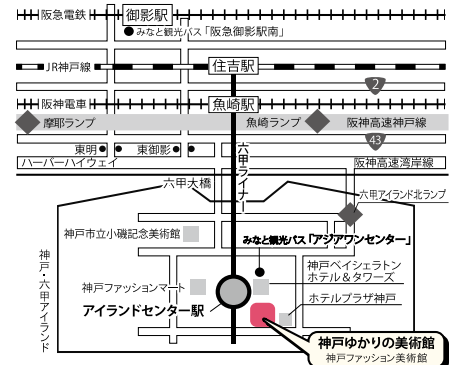 阪急電鉄
御影駅
みなと観光バス「阪急御影駅南」
JR神戸線
住吉駅
2
阪神電車
魚崎駅
摩耶ランプ
魚崎ランプ
阪神高速神戸線
43
東明
東御影
六甲ライナー
ハーバーハイウェイ
阪神高速湾岸線
六甲大橋
六甲アイランド北ランプ
神戸市立小磯記念美術館
みなと観光バス「アジアワンセンター」
神戸・六甲アイランド
神戸ベイシェラトン
ホテル&タワーズ
神戸ファッションマート
ホテルプラザ神戸
アイランドセンター駅
神戸ゆかりの美術館
神戸ファッション美術館